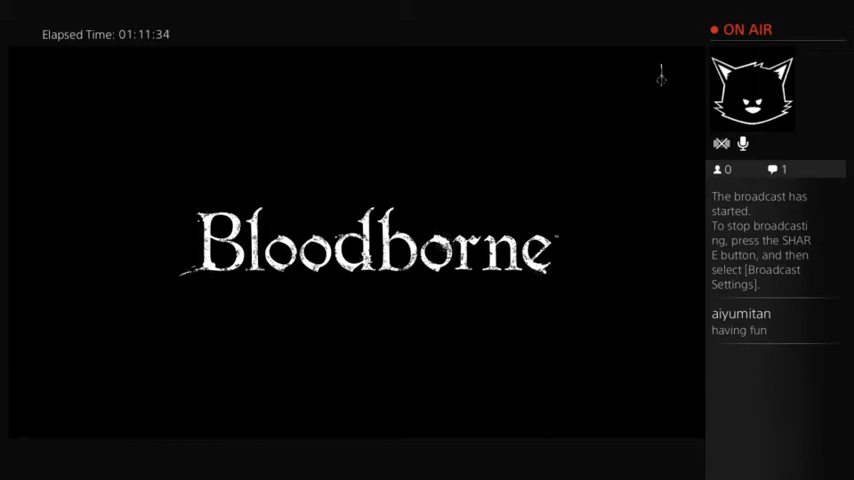 Elapsed Time: 01:11:34
ON AIR
Bloodborne™
0 1
The broadcast has
started.
To stop broadcasti
ng, press the SHAR
E button, and then
select [Broadcast
Settings].
aiyumitan
having fun